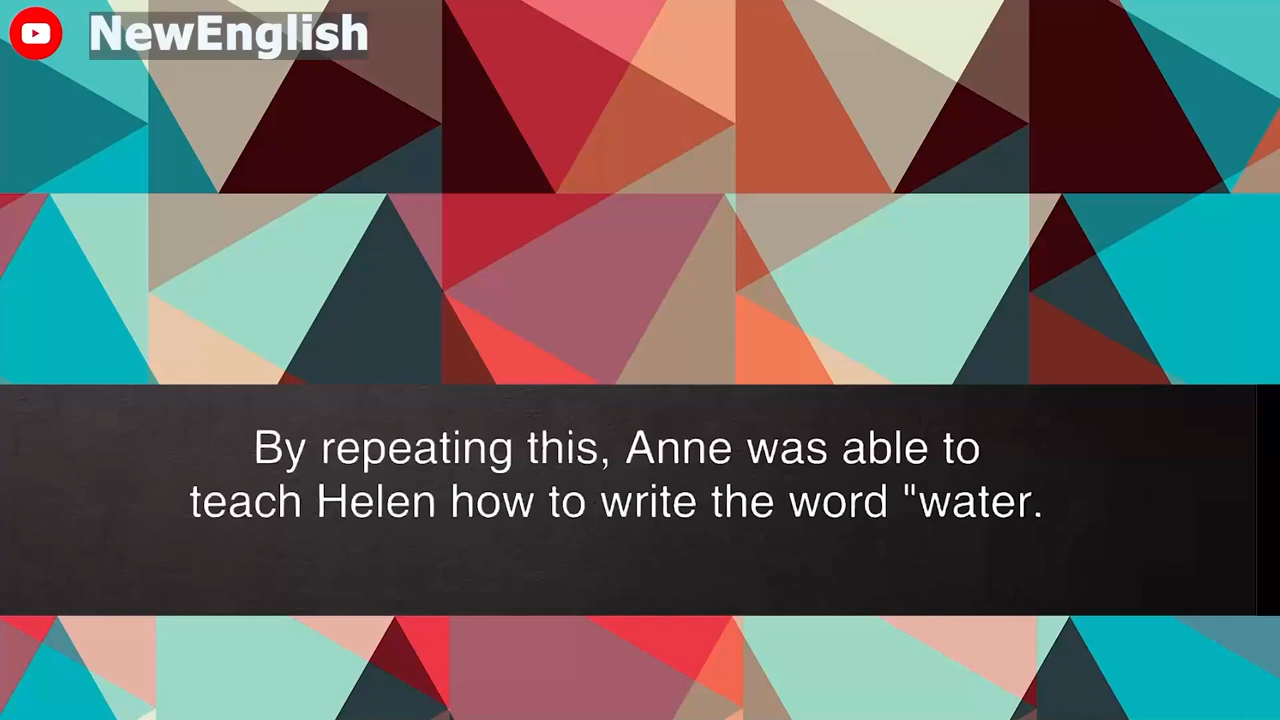 NewEnglish
By repeating this, Anne was able to
teach Helen how to write the word "water.